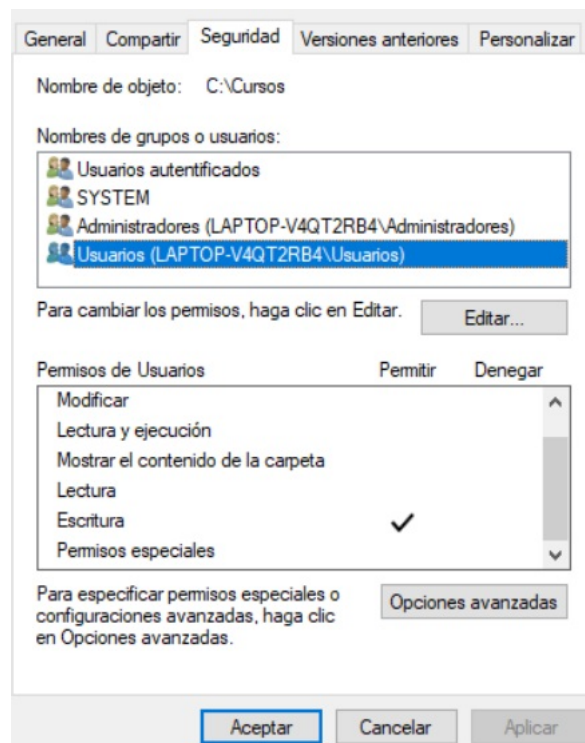 General Compartir Seguridad Versiones anteriores Personalizar
Nombre de objeto: C:\Cursos
Nombres de grupos o usuarios:
Usuarios autentificados
SYSTEM
Administradores (LAPTOP-V4QT2RB4\Administradores)
Usuarios (LAPTOP-V4QT2RB4\Usuarios)
Para cambiar los permisos, haga clic en Editar. Editar...
Permisos de Usuarios Permitir Denegar
Modificar
Lectura y ejecución
Mostrar el contenido de la carpeta
Lectura
Escritura
Permisos especiales
Para especificar permisos especiales o
configuraciones avanzadas, haga clic
en Opciones avanzadas.
Opciones avanzadas
Aceptar Cancelar Aplicar